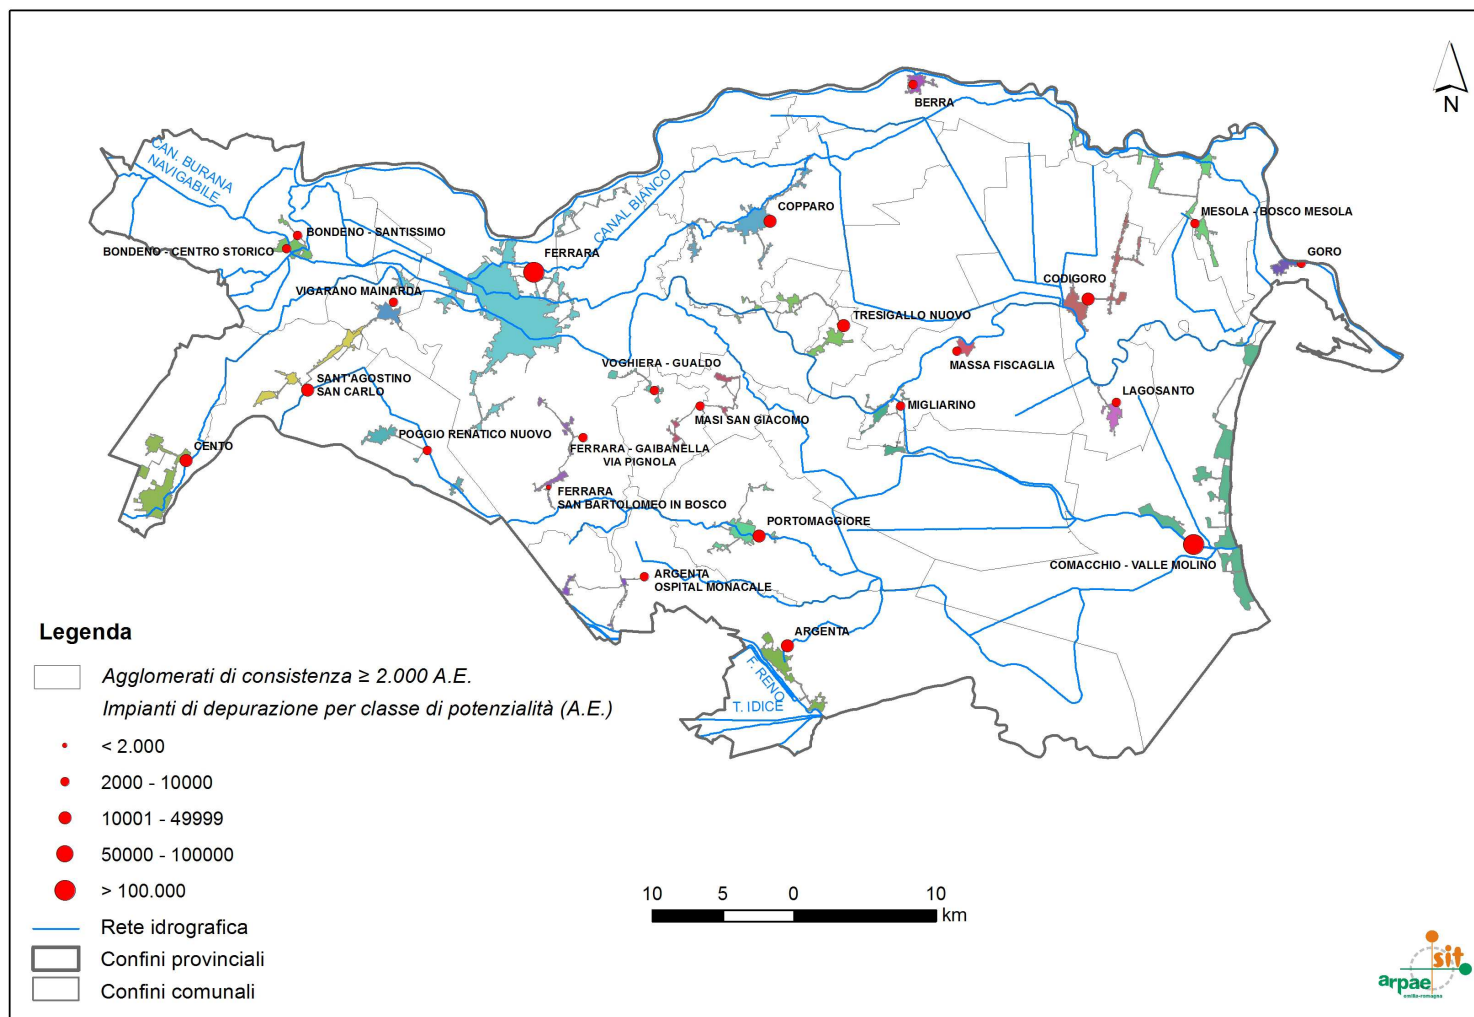 BERRA
N
CAN. BURANA
NAVIGABILE
CANAL BIANCO
COPPARO
MESOLA - BOSCO MESOLA
BONDENO - SANTISSIMO
BONDENO - CENTRO STORICO
FERRARA
GORO
CODIGORO
VIGARANO MAINARDA
TRESIGALLO NUOVO
VOGHERA - GUALDO
MASSA FISCAGLIA
SANT'AGOSTINO
SAN CARLO
LAGOSANTO
MIGLIARINO
MASI SAN GIACOMO
POGGIO RENATICO NUOVO
CENTO
FERRARA - GAIBANELLA
VIA PIGNOLA
FERRARA
SAN BARTOLOMEO IN BOSCO
PORTOMAGGIORE
COMACCHIO - VALLE MOLINO
ARGENTA
OSPITAL MONACALE
ARGENTA
F. RENO
T. IDICE
Legenda
Agglomerati di consistenza ≥ 2.000 A.E.
Impianti di depurazione per classe di potenzialità (A.E.)
< 2.000
2000 - 10000
10001 - 49999
50000 - 100000
> 100.000
Rete idrografica
Confini provinciali
Confini comunali
10 5 0 10
km
sit
arpae
emilia-romagna